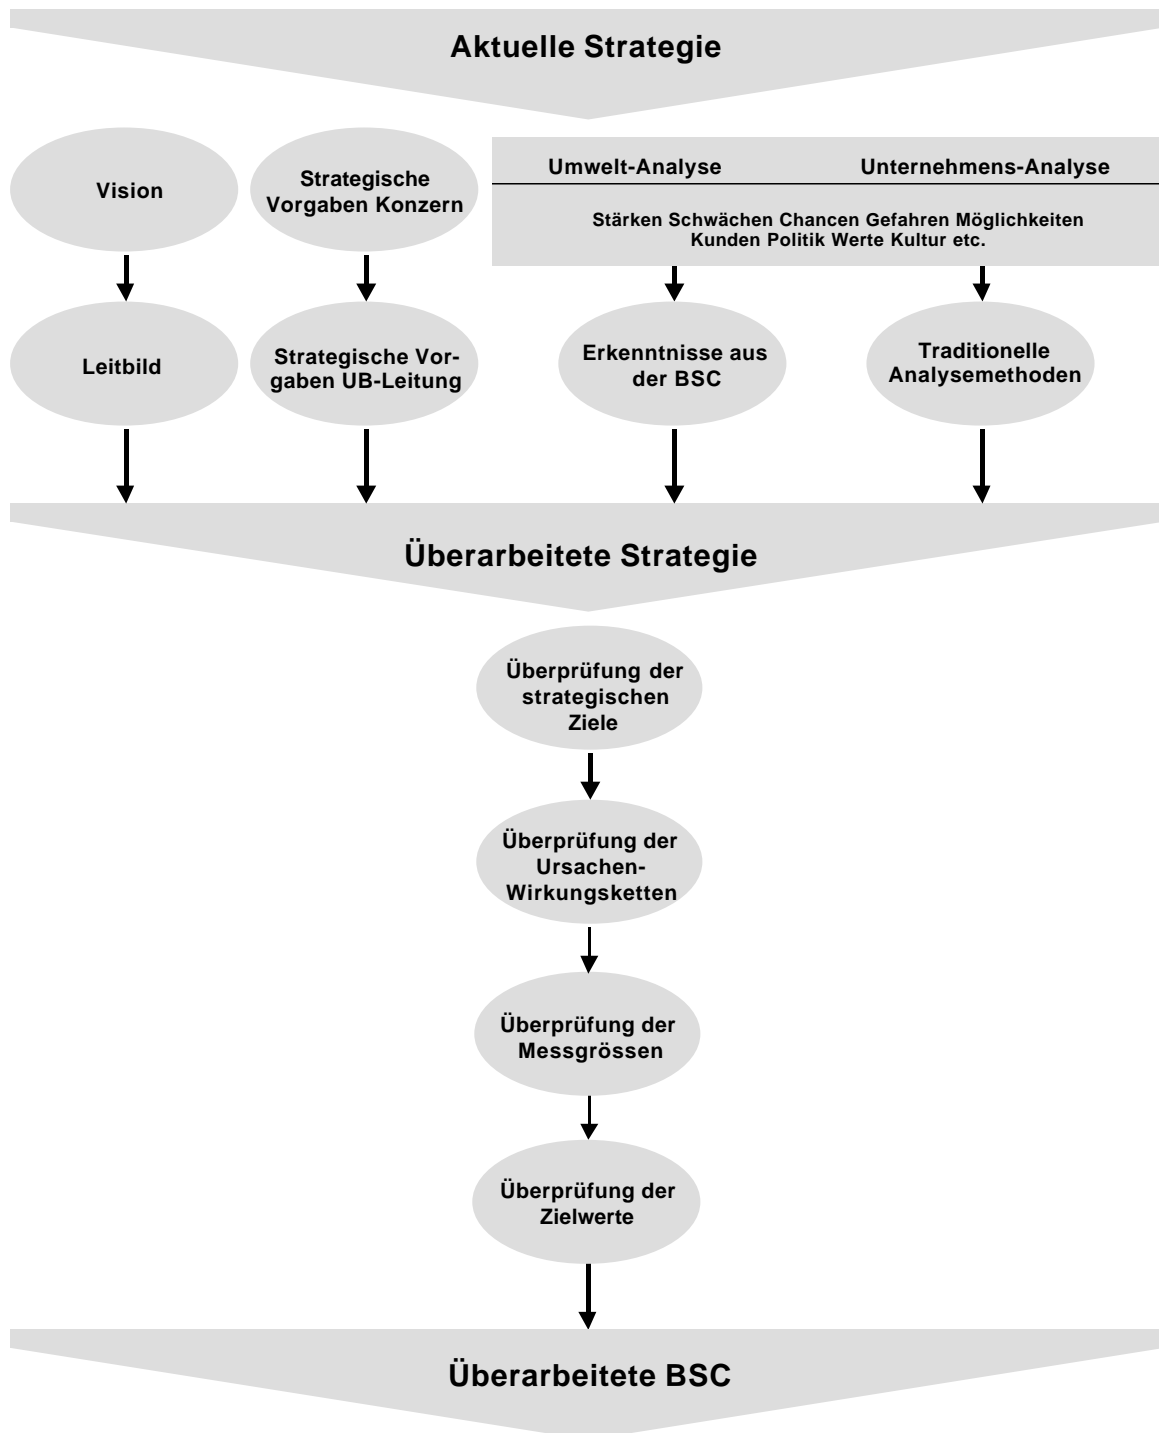 Aktuelle Strategie
Vision
Strategische
Vorgaben Konzern
Umwelt-Analyse
Unternehmens-Analyse
Stärken Schwächen Chancen Gefahren Möglichkeiten
Kunden Politik Werte Kultur etc.
Leitbild
Strategische Vor-
gaben UB-Leitung
Erkenntnisse aus
der BSC
Traditionelle
Analysemethoden
Überarbeitete Strategie
Überprüfung der
strategischen
Ziele
Überprüfung der
Ursachen-
Wirkungsketten
Überprüfung der
Messgrössen
Überprüfung der
Zielwerte
Überarbeitete BSC